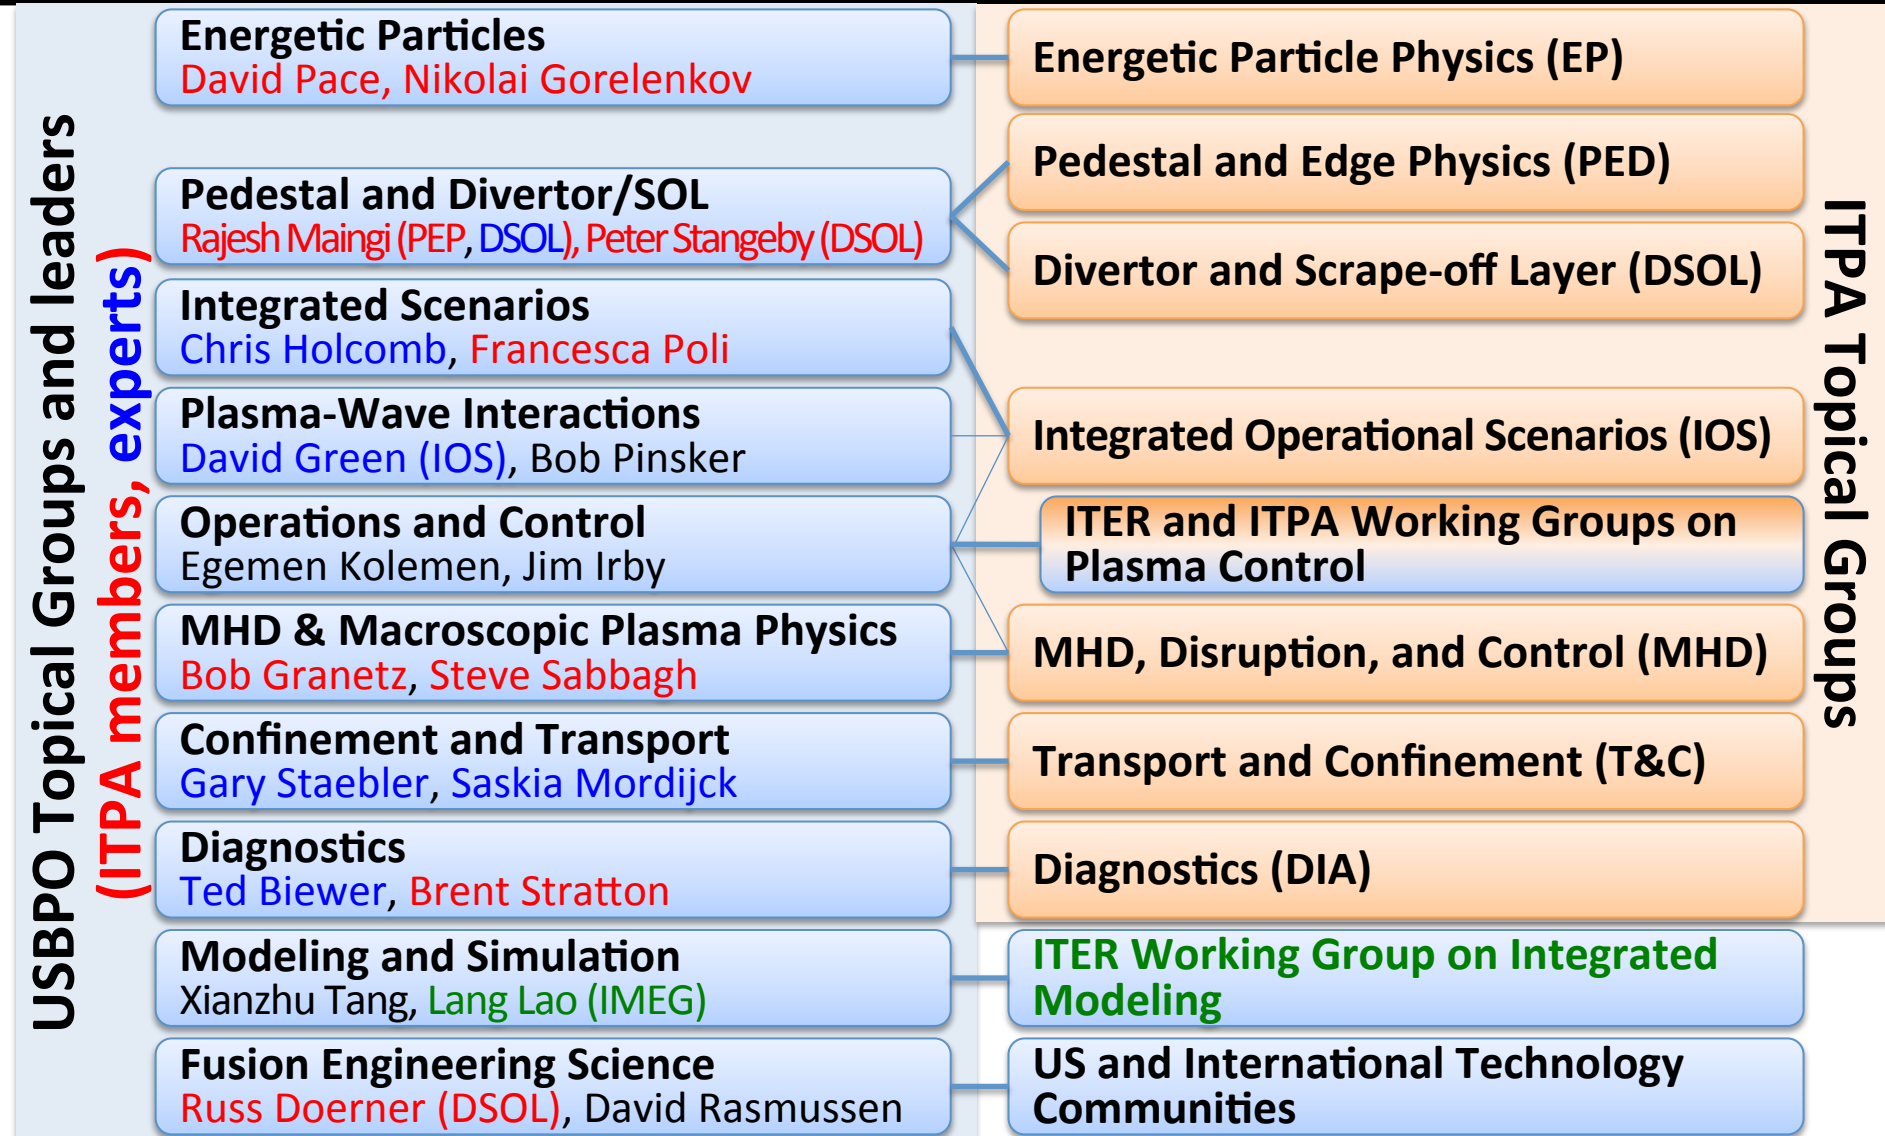 USBPO Topical Groups and leaders
(ITPA members, experts)
Energetic Particles
David Pace, Nikolai Gorelenkov
Pedestal and Divertor/SOL
Rajesh Maingi (PEP, DSOL), Peter Stangeby (DSOL)
Integrated Scenarios
Chris Holcomb, Francesca Poli
Plasma-Wave Interactions
David Green (IOS), Bob Pinsker
Operations and Control
Egemen Kolemen, Jim Irby
MHD & Macroscopic Plasma Physics
Bob Granetz, Steve Sabbagh
Confinement and Transport
Gary Staebler, Saskia Mordijck
Diagnostics
Ted Biewer, Brent Stratton
Modeling and Simulation
Xianzhu Tang, Lang Lao (IMEG)
Fusion Engineering Science
Russ Doerner (DSOL), David Rasmussen
Energetic Particle Physics (EP)
Pedestal and Edge Physics (PED)
Divertor and Scrape-off Layer (DSOL)
Integrated Operational Scenarios (IOS)
ITER and ITPA Working Groups on
Plasma Control
MHD, Disruption, and Control (MHD)
Transport and Confinement (T&C)
Diagnostics (DIA)
ITER Working Group on Integrated
Modeling
US and International Technology
Communities
ITPA Topical Groups